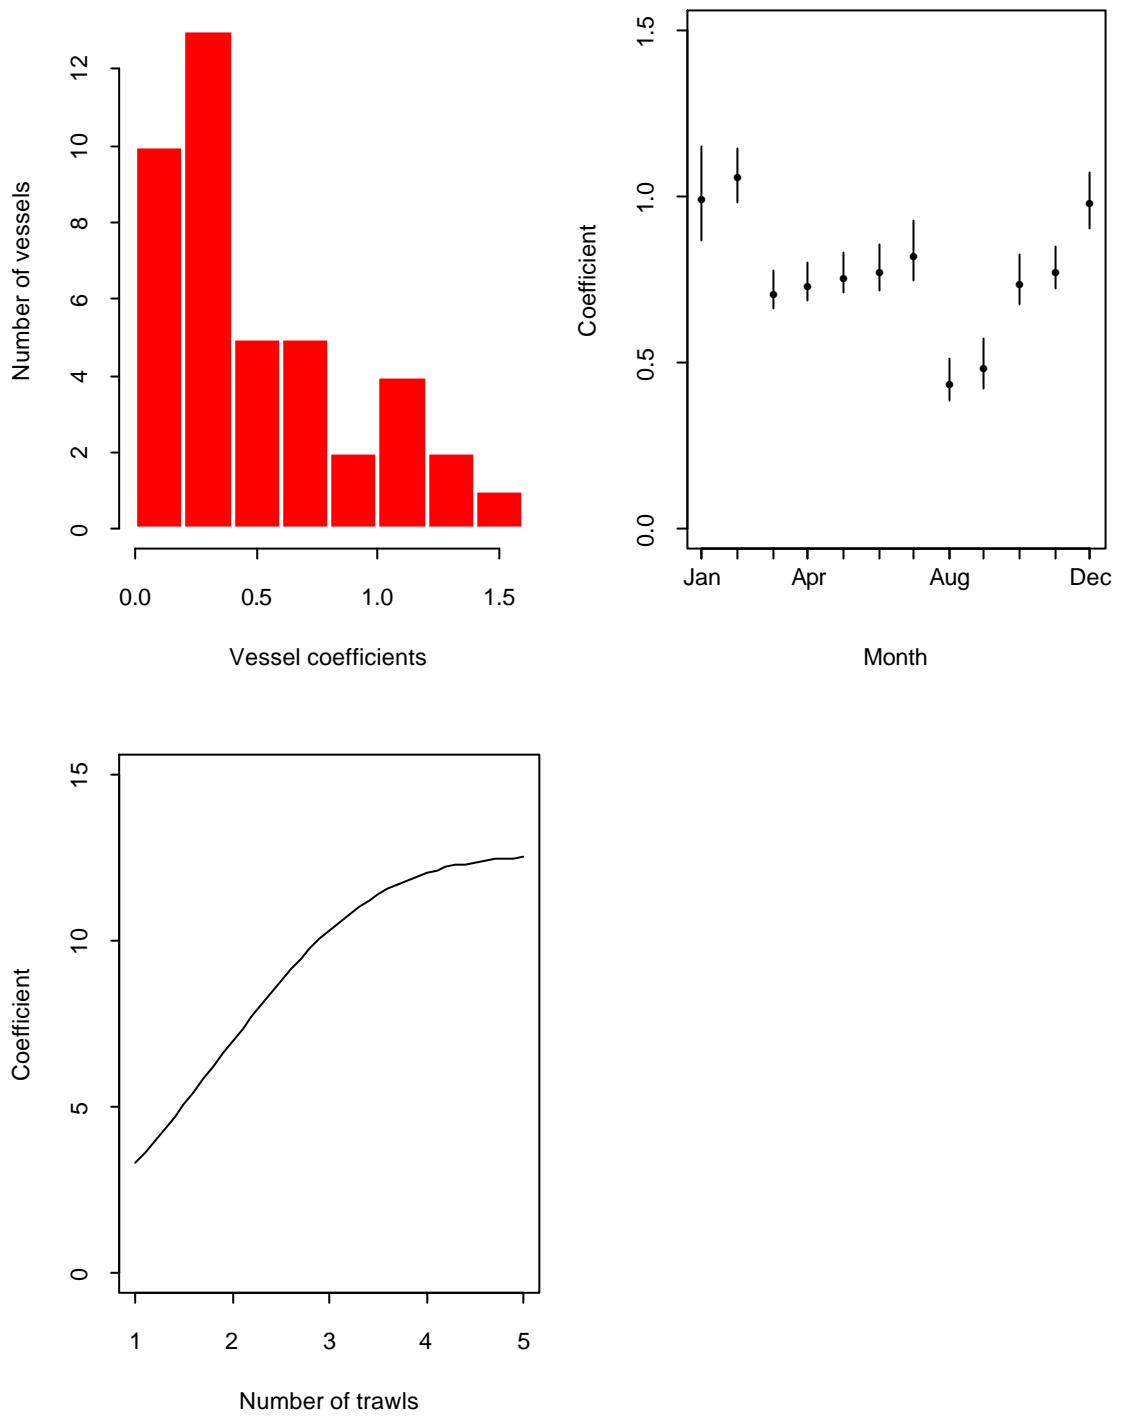 Number of vessels
12
10
8
6
4
2
0
0.0 0.5 1.0 1.5
Vessel coefficients
Coefficient
1.5
1.0
0.5
0.0
Jan Apr Aug Dec
Month
Coefficient
15
10
5
0
1 2 3 4 5
Number of trawls